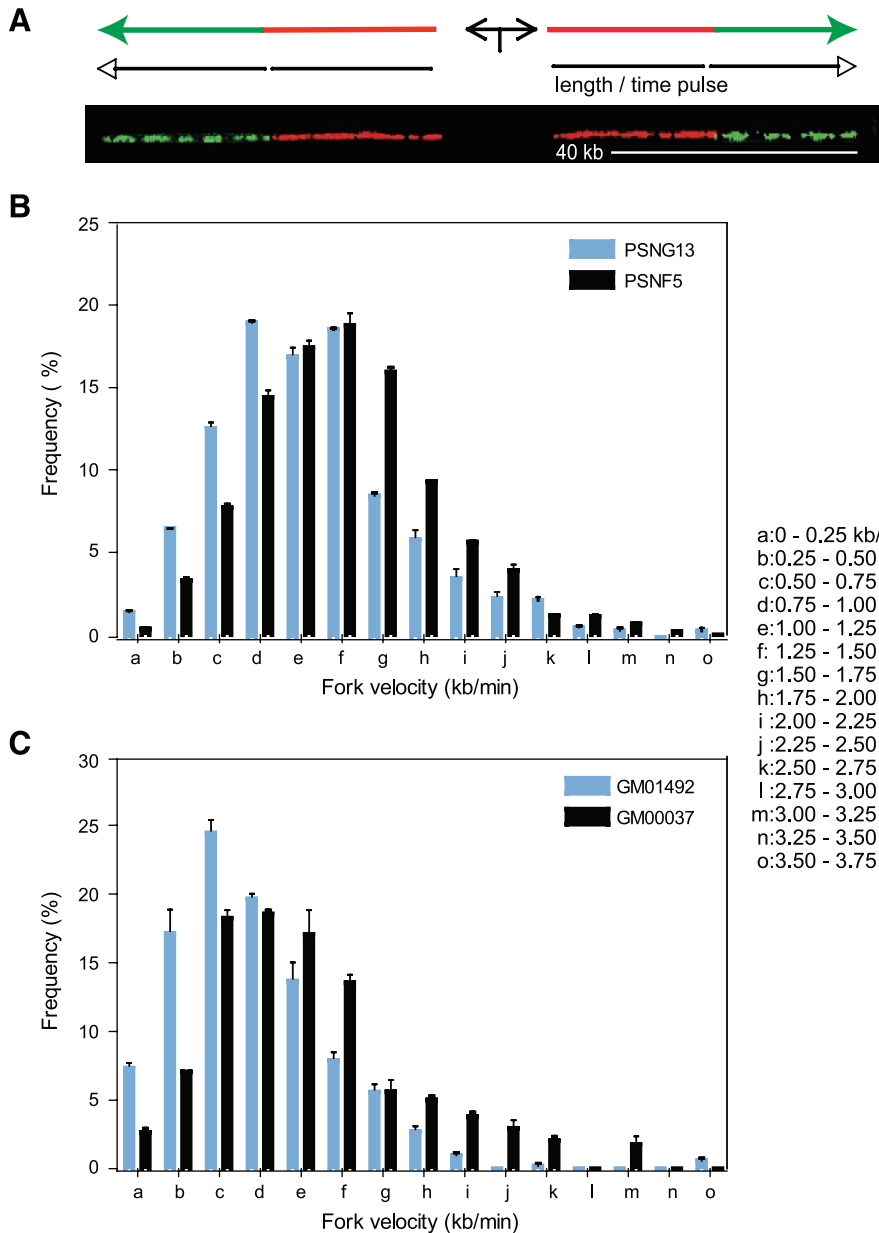 A
length / time pulse
40 kb
B
25
20
15
10
5
0
Frequency ( %)
PSNG13
PSNF5
a b c d e f g h i j k l m n o
Fork velocity (kb/min)
C
30
25
20
15
10
5
0
Frequency (%)
GM01492
GM00037
a b c d e f g h i j k l m n o
Fork velocity (kb/min)
a:0 - 0.25 kb/
b:0.25 - 0.50
c:0.50 - 0.75
d:0.75 - 1.00
e:1.00 - 1.25
f: 1.25 - 1.50
g:1.50 - 1.75
h:1.75 - 2.00
i :2.00 - 2.25
j :2.25 - 2.50
k:2.50 - 2.75
l :2.75 - 3.00
m:3.00 - 3.25
n:3.25 - 3.50
o:3.50 - 3.75